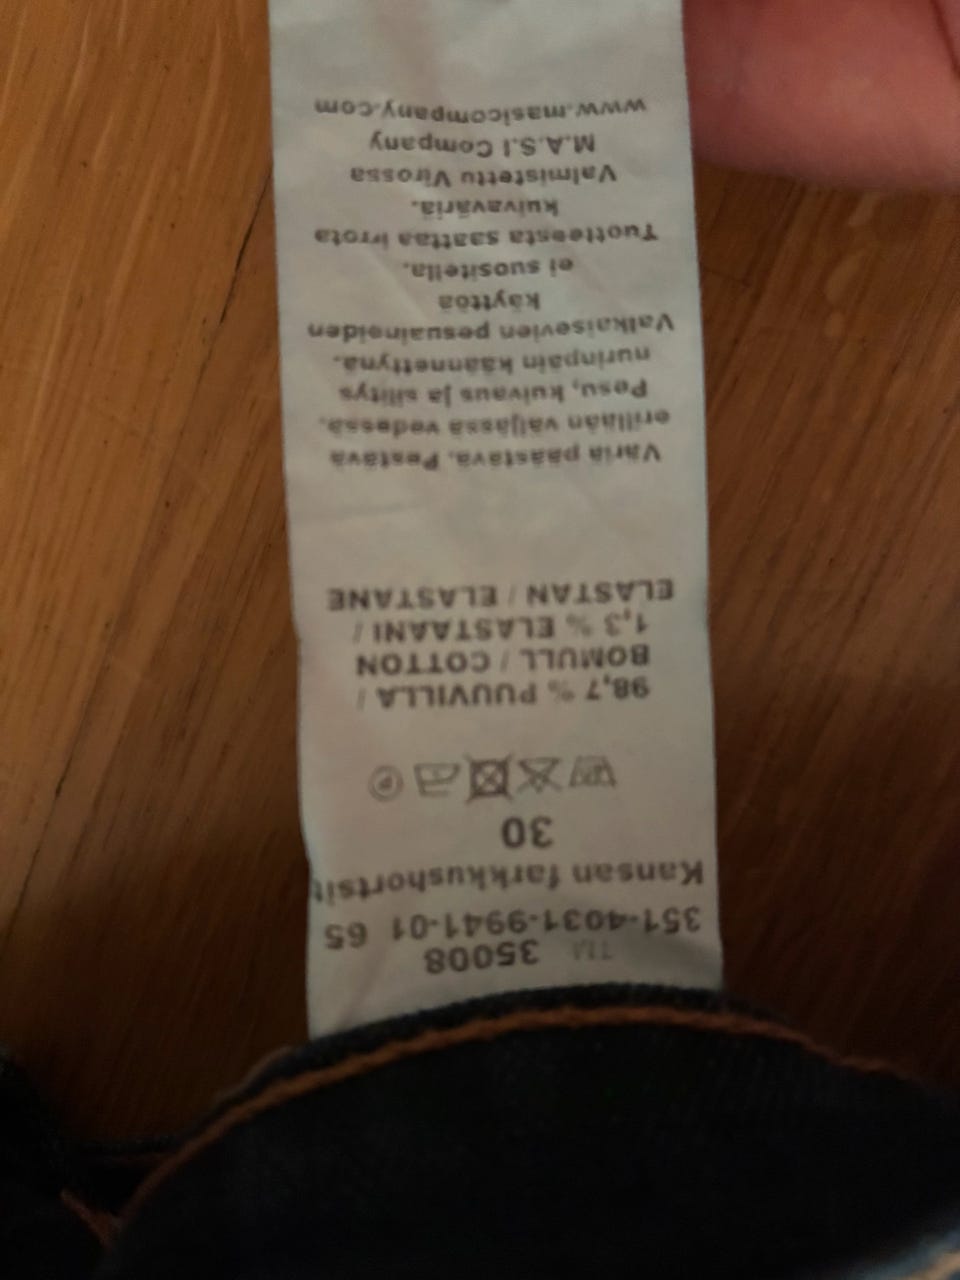 TM 35008
351-4031-9941-01 65
Kansan farkkushortsit
30
P
98,7 % PUUVILLA /
BOMULL / COTTON
1,3 % ELASTAANI /
ELASTAN / ELASTANE
Väriä päästävä. Pestävä
erillään väljässä vedessä.
Pesu, kuivaus ja silitys
nurinpäin käännettynä.
Valkaisevien pesuaineiden
käyttöä
ei suositella.
Tuotteesta saattaa irrota
kuivaväriä.
Valmistettu Virossa
M.A.S.I Company
www.masicompany.com